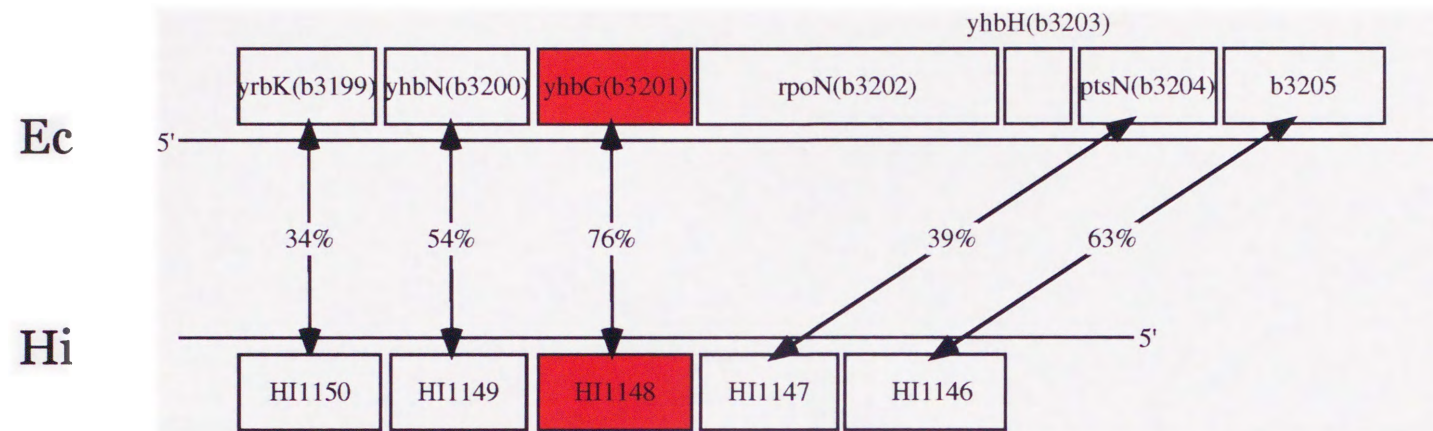 yhbH(b3203)
yrbK(b3199) yhbN(b3200) yhbG(b3201) rpoN(b3202) ptsN(b3204) b3205
Ec
5'
34% 54% 76% 39% 63%
Hi
5'
HI1150 HI1149 HI1148 HI1147 HI1146